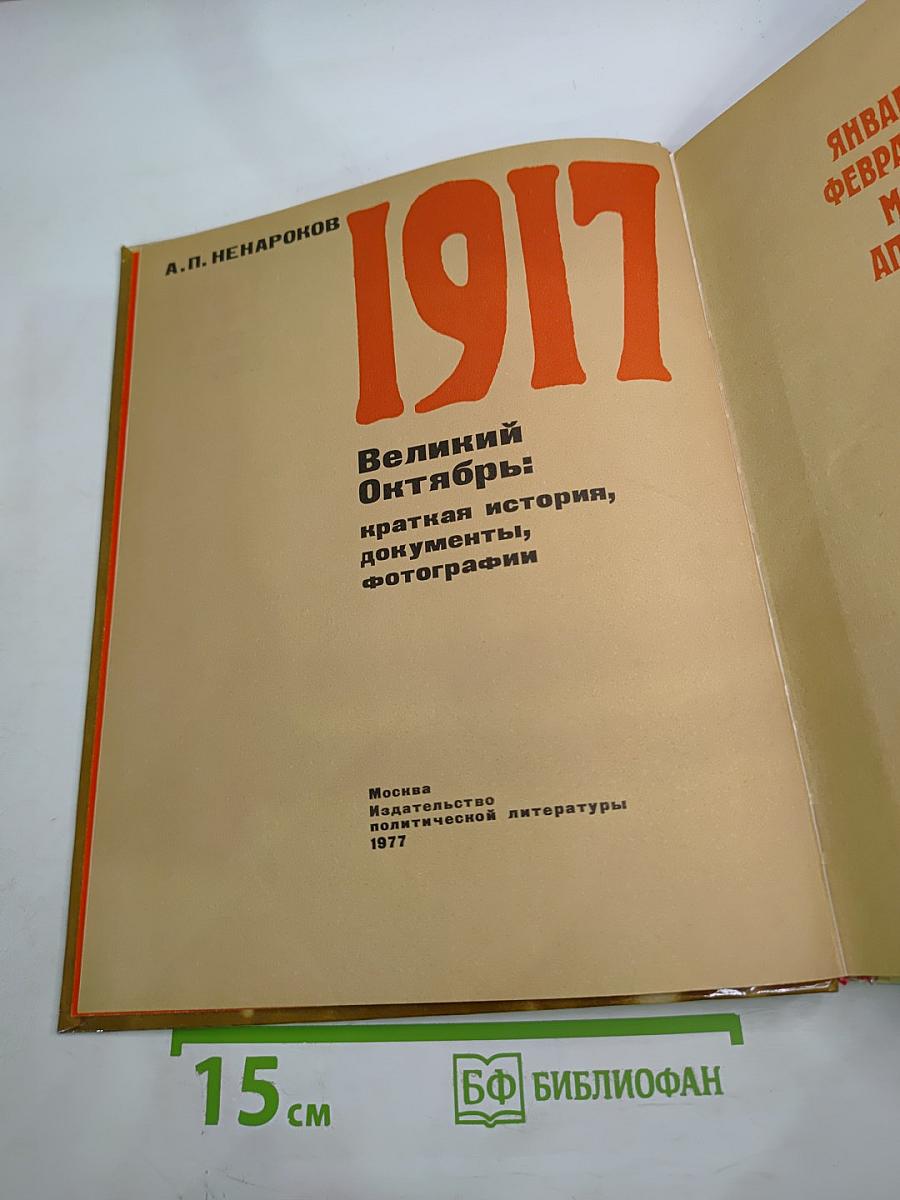 А.П.НЕНАРОКОВ
1917
Великий
Октябрь:
краткая история,
документы,
фотографии
Москва
Издательство
политической литературы
1977
15 см
БФ БИБЛИОФАН